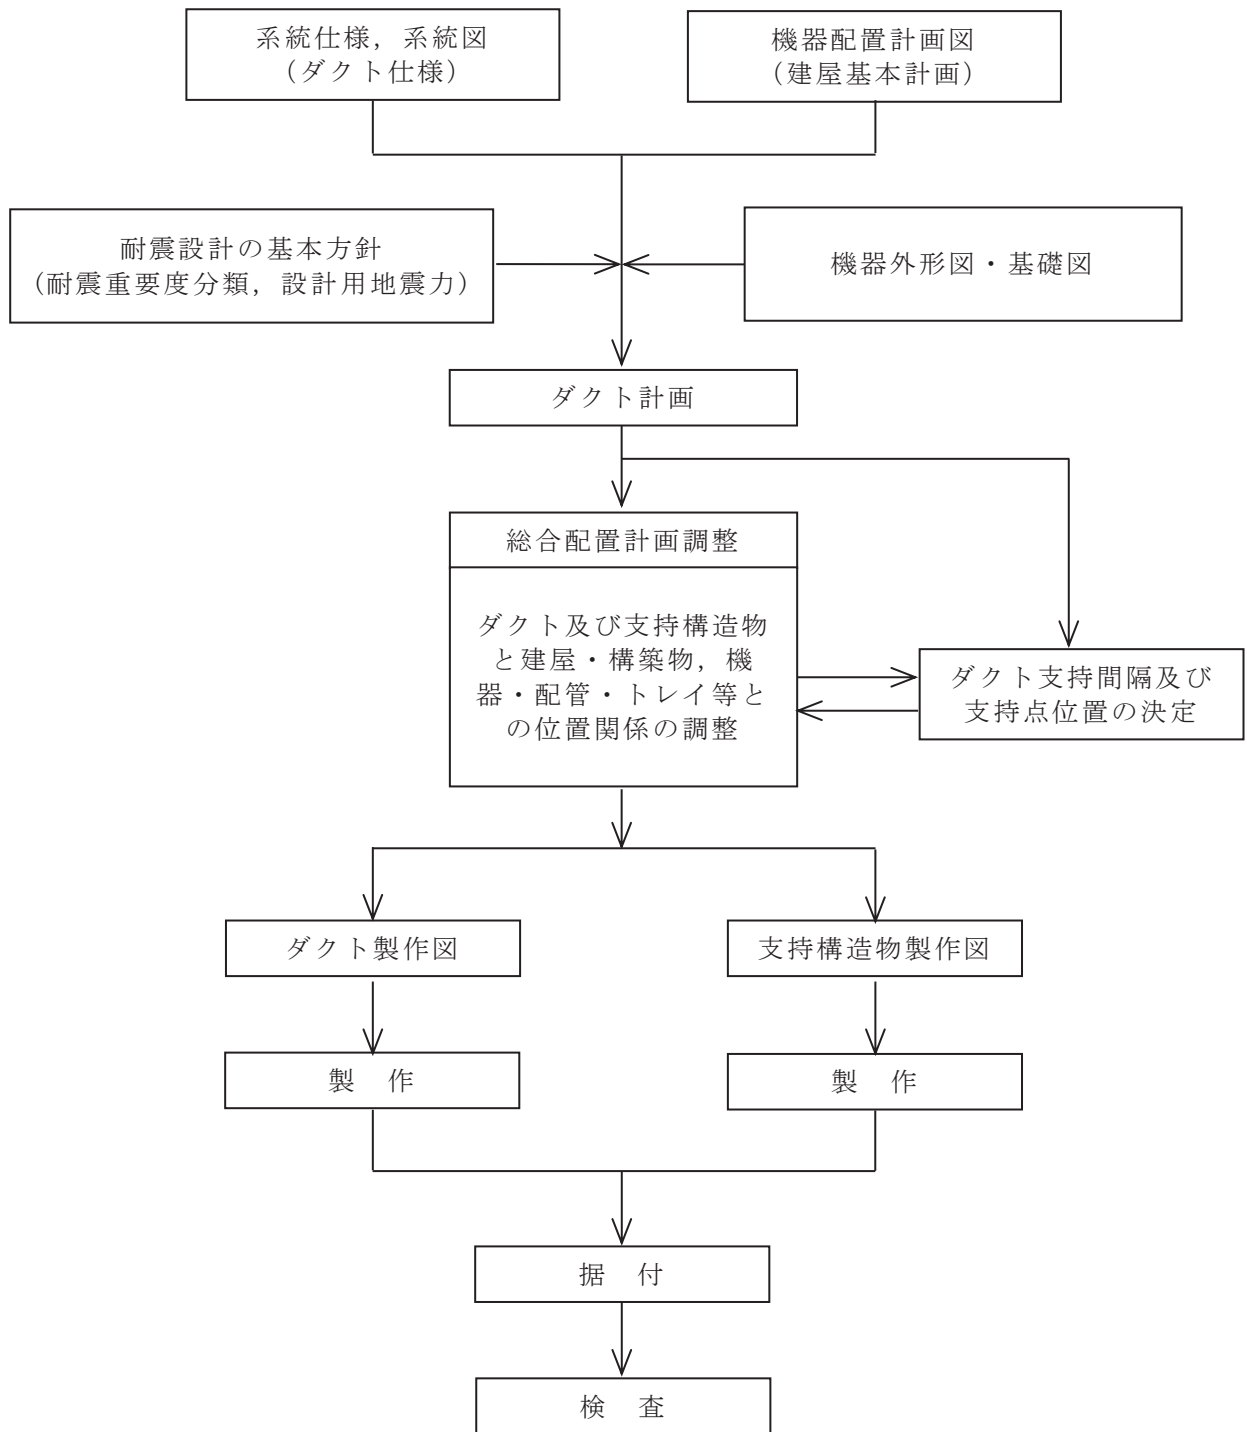 系統仕様，系統図
（ダクト仕様）
機器配置計画図
（建屋基本計画）
耐震設計の基本方針
（耐震重要度分類，設計用地震力）
機器外形図・基礎図
ダクト計画
総合配置計画調整
ダクト及び支持構造物
と建屋・構築物，機
器・配管・トレイ等と
の位置関係の調整
ダクト支持間隔及び
支持点位置の決定
ダクト製作図
支持構造物製作図
製　作
製　作
据　付
検　査